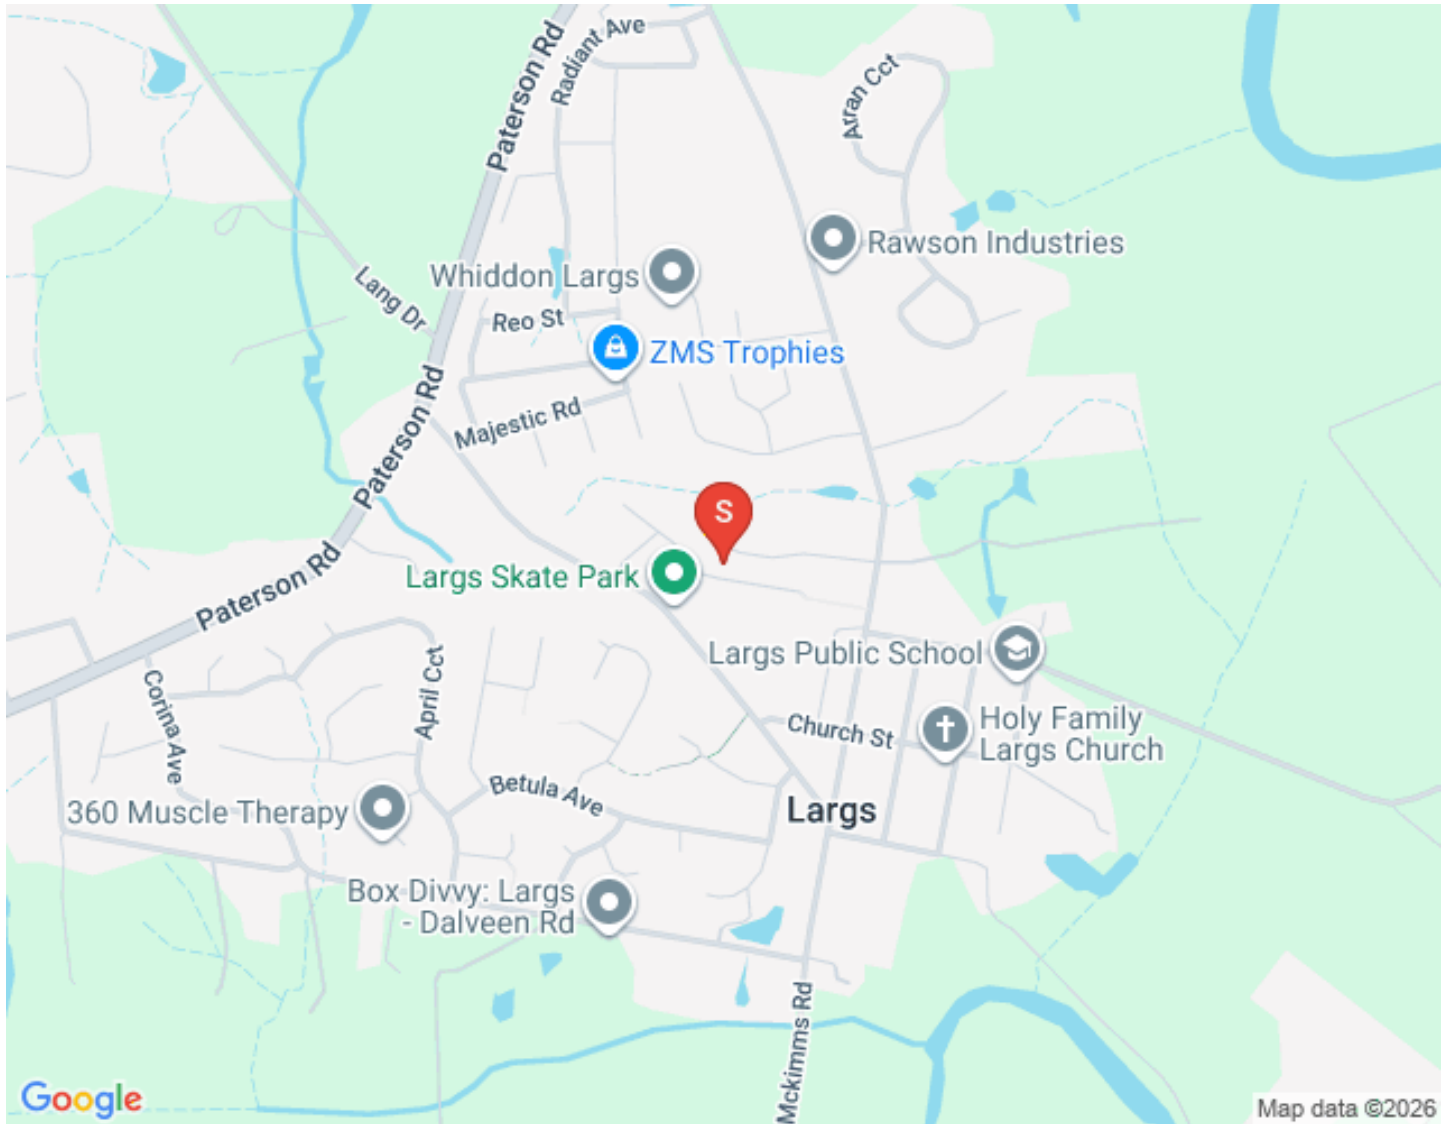 Radiant Ave
Paterson Rd
Arran Cct
Rawson Industries
Whiddon Largs
Lang Dr
Reo St
ZMS Trophies
Paterson Rd
Majestic Rd
S
Paterson Rd
Largs Skate Park
Largs Public School
April Cct
Corina Ave
Church St
Holy Family
Largs Church
Betula Ave
360 Muscle Therapy
Largs
Box Divvy: Largs
- Dalveen Rd
Mckimms Rd
Google
Map data ©2026